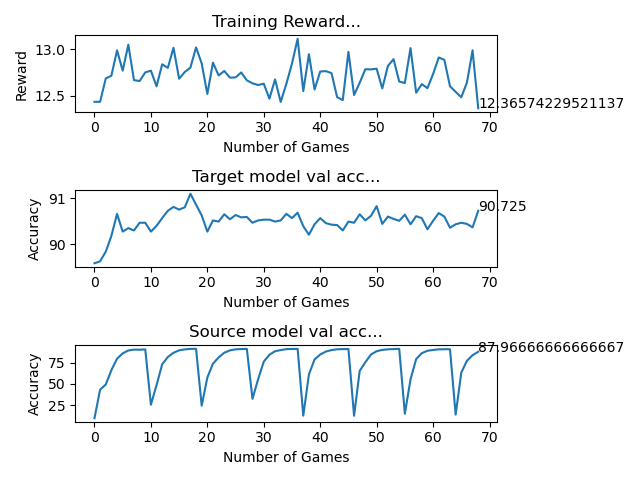 Training Reward...
13.0
12.5
Reward
12.36574229521137
0 10 20 30 40 50 60 70
Number of Games
Target model val acc...
91
90
Accuracy
90.725
0 10 20 30 40 50 60 70
Number of Games
Source model val acc...
75
50
25
Accuracy
87.96666666666667
0 10 20 30 40 50 60 70
Number of Games